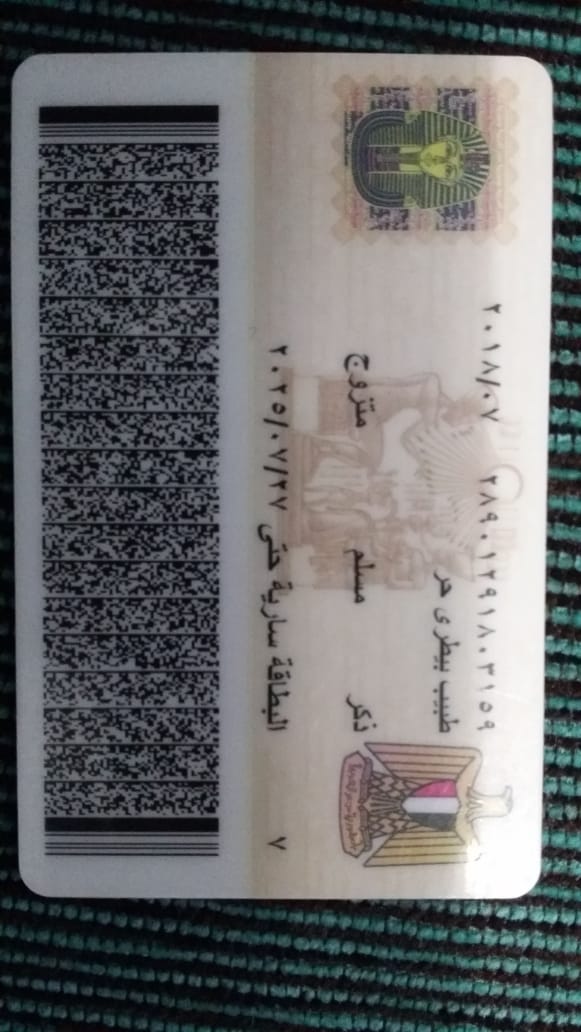 ٢٨٩٠١٢٩١٨٠٣١٥٩ ٢٠١٨/٠٧
طبيب بيطرى حر
ذكر مسلم متزوج
٧ البطاقة سارية حتى ٢٠٢٥/٠٧/٢٧